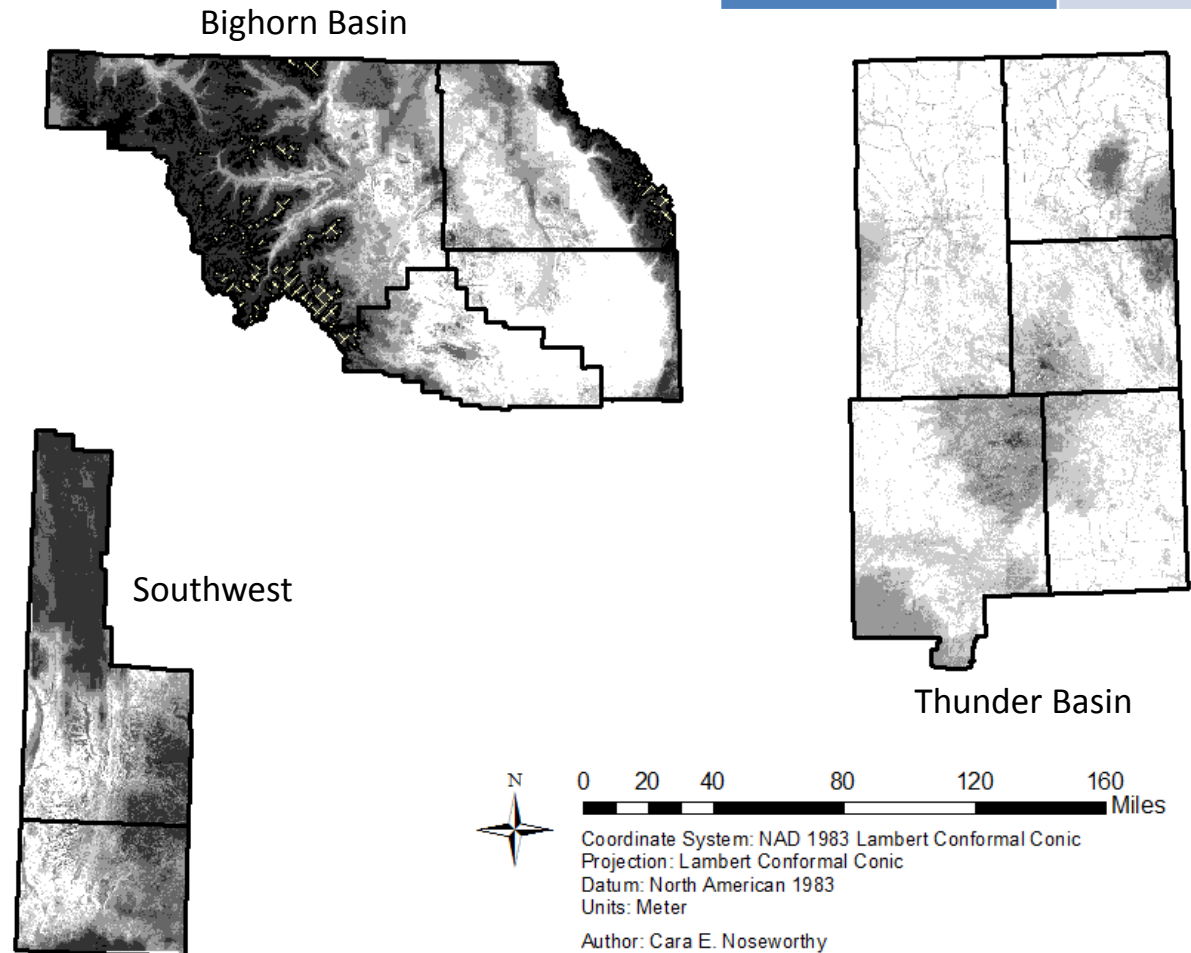 Bighorn Basin
Southwest
Thunder Basin
N
0 20 40 80 120 160
Miles
Coordinate System: NAD 1983 Lambert Conformal Conic
Projection: Lambert Conformal Conic
Datum: North American 1983
Units: Meter
Author: Cara E. Noseworthy